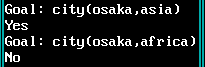 Goal: city(osaka,asia)
Yes
Goal: city(osaka,africa)
No